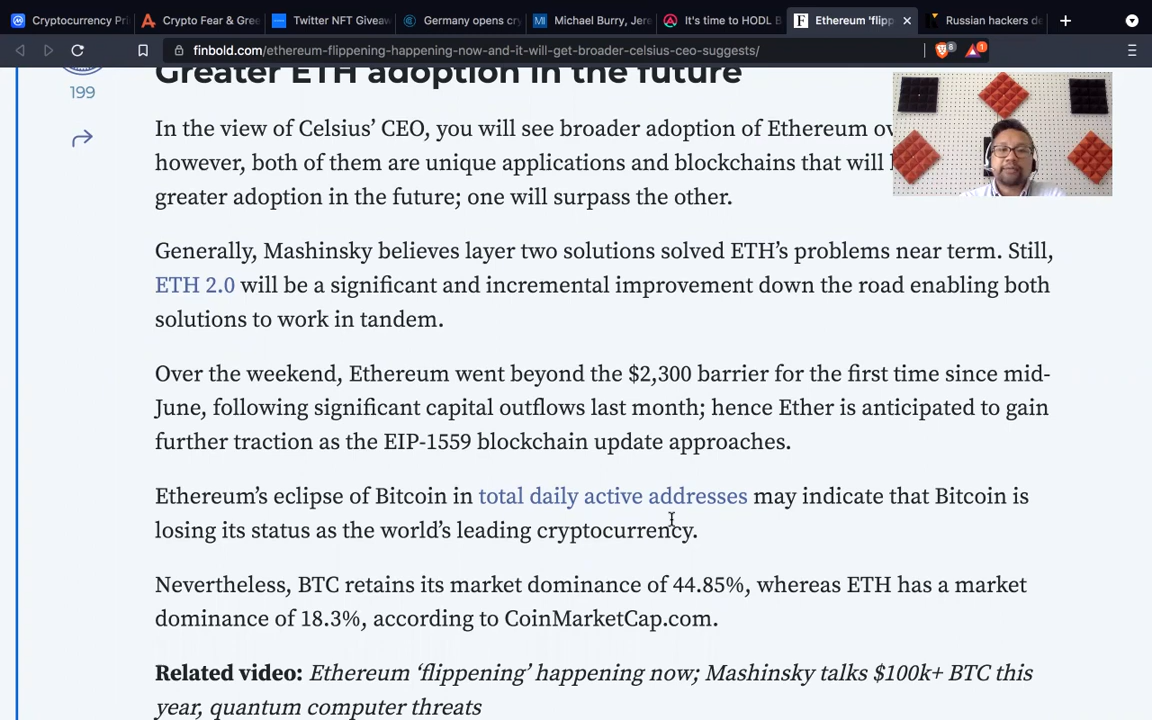 Cryptocurrency Pri
Crypto Fear & Gre
Twitter NFT Giveaw
Germany opens cry
Michael Burry, Jere
It's time to HODL B
Ethereum 'flipp
Russian hackers de
finbold.com/ethereum-flippening-happening-now-and-it-will-get-broader-celsius-ceo-suggests/
8
1
Greater ETH adoption in the future
199
In the view of Celsius' CEO, you will see broader adoption of Ethereum ov
however, both of them are unique applications and blockchains that will
greater adoption in the future; one will surpass the other.
Generally, Mashinsky believes layer two solutions solved ETH's problems near term. Still,
ETH 2.0 will be a significant and incremental improvement down the road enabling both
solutions to work in tandem.
Over the weekend, Ethereum went beyond the $2,300 barrier for the first time since mid-
June, following significant capital outflows last month; hence Ether is anticipated to gain
further traction as the EIP-1559 blockchain update approaches.
Ethereum's eclipse of Bitcoin in total daily active addresses may indicate that Bitcoin is
losing its status as the world's leading cryptocurrency.
Nevertheless, BTC retains its market dominance of 44.85%, whereas ETH has a market
dominance of 18.3%, according to CoinMarketCap.com.
Related video: Ethereum 'flippening' happening now; Mashinsky talks $100k+ BTC this
year, quantum computer threats